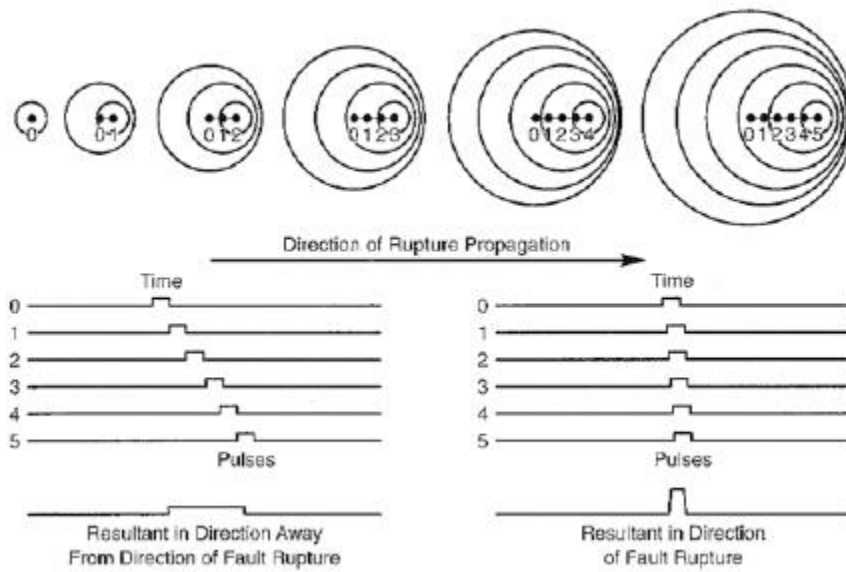 0
0 1
0 1 2
0 1 2 3
0 1 2 3 4
0 1 2 3 4 5
Direction of Rupture Propagation
Time
0
1
2
3
4
5
Pulses
Resultant in Direction Away
From Direction of Fault Rupture
Time
0
1
2
3
4
5
Pulses
Resultant in Direction
of Fault Rupture